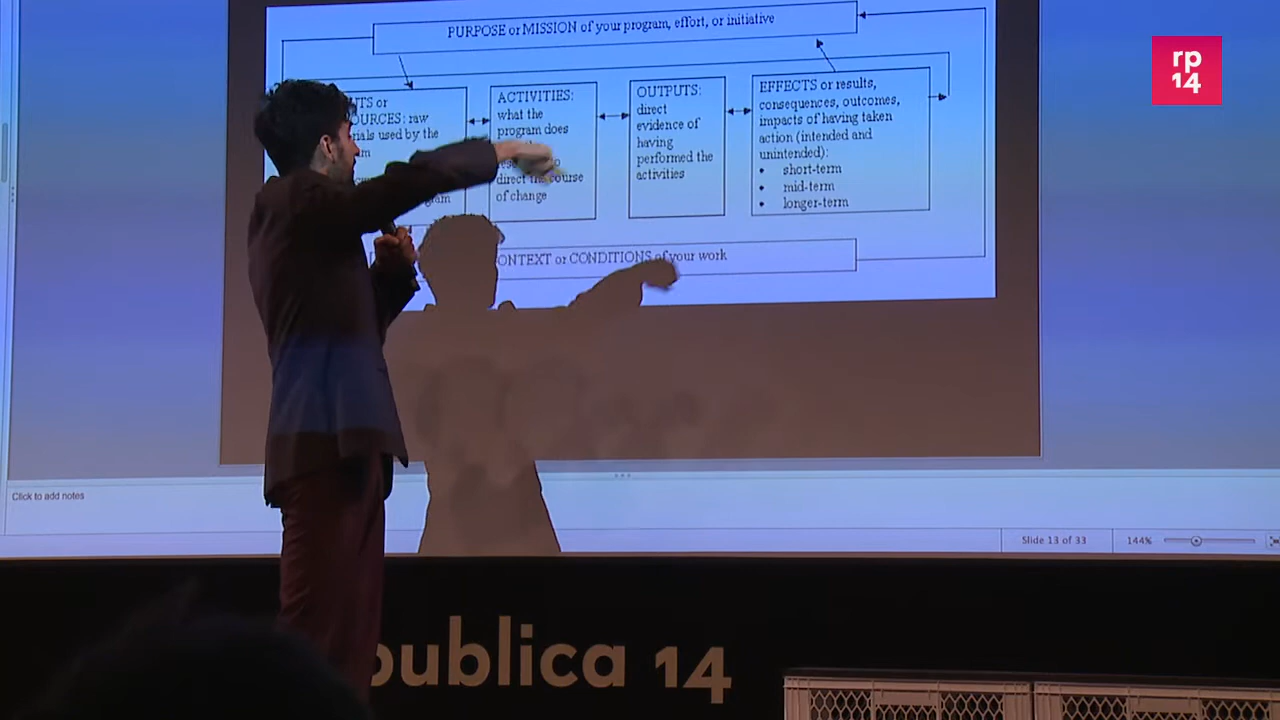 PURPOSE or MISSION of your program, effort, or initiative
rp
14
TS or
OURCES: raw
rials used by the
ACTIVITIES:
what the
program does
direct the course
of change
OUTPUTS:
direct
evidence of
having
performed the
activities
EFFECTS or results,
consequences, outcomes,
impacts of having taken
action (intended and
unintended):
• short-term
• mid-term
• longer-term
ONTEXT or CONDITIONS of your work
Click to add notes
Slide 13 of 33
144%
publica 14